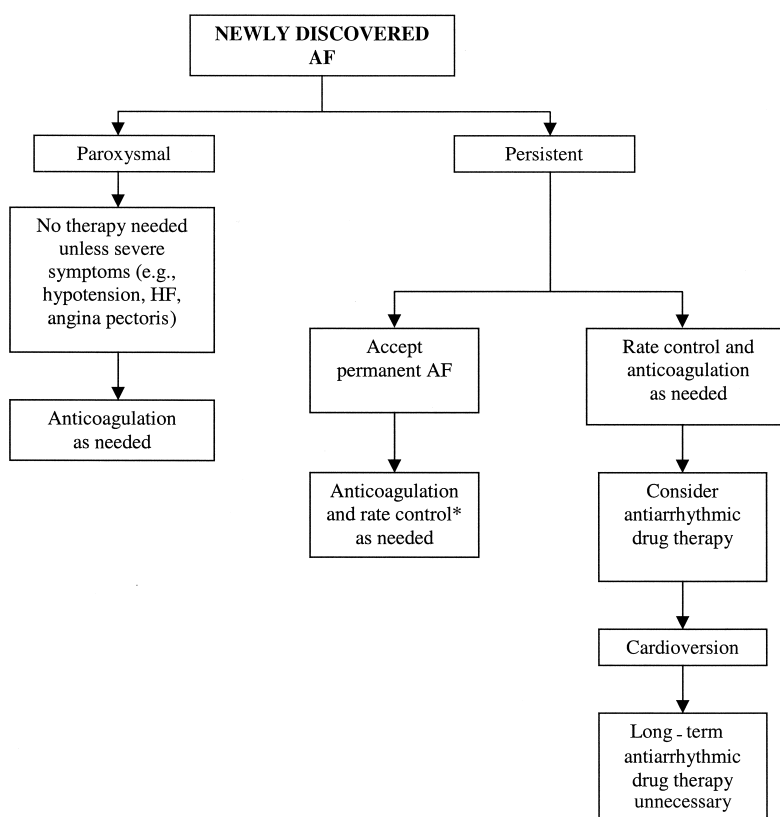 NEWLY DISCOVERED
AF
Paroxysmal
Persistent
No therapy needed
unless severe
symptoms (e.g.,
hypotension, HF,
angina pectoris)
Anticoagulation
as needed
Accept
permanent AF
Anticoagulation
and rate control*
as needed
Rate control and
anticoagulation
as needed
Consider
antiarrhythmic
drug therapy
Cardioversion
Long - term
antiarrhythmic
drug therapy
unnecessary